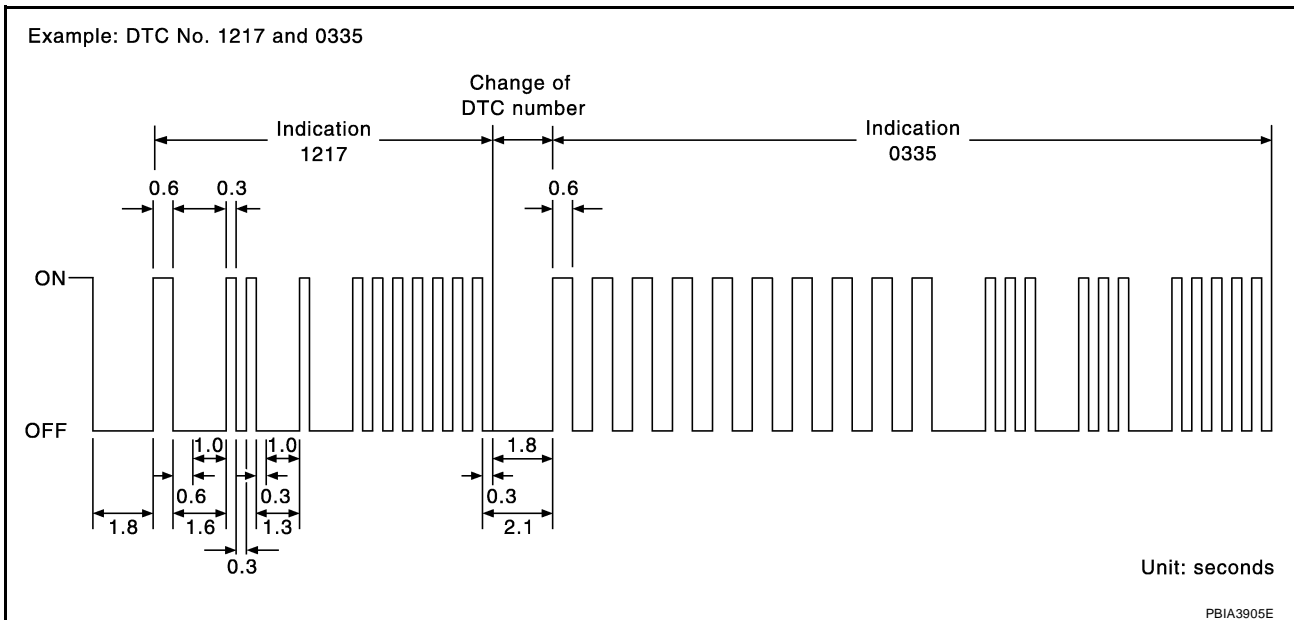 Example: DTC No. 1217 and 0335
Change of
DTC number
Indication
1217
Indication
0335
0.6
0.3
0.6
ON
OFF
1.0
1.0
1.8
0.6
0.3
0.3
1.8
1.6
1.3
2.1
0.3
Unit: seconds
PBIA3905E